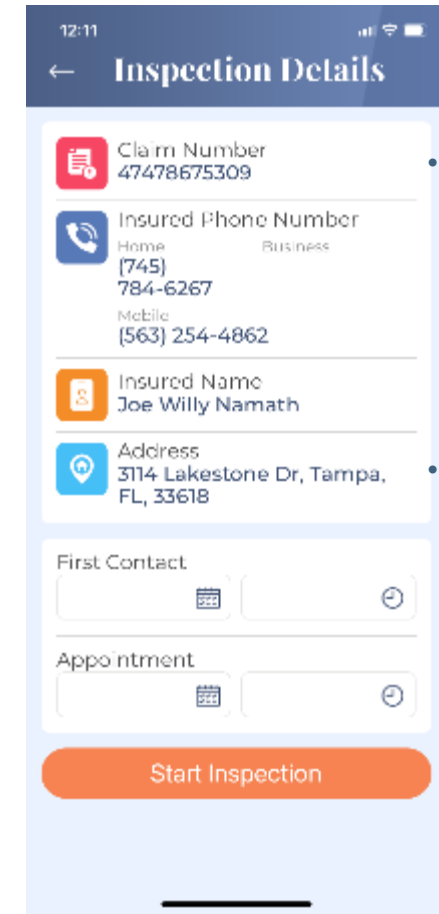 12:11
Inspection Details
Claim Number
47478675309
Insured Phone Number
Home Business
(745)
784-6267
Mobile
(563) 254-4862
Insured Name
Joe Willy Namath
Address
3114 Lakestone Dr, Tampa,
FL, 33618
First Contact
Appointment
Start Inspection